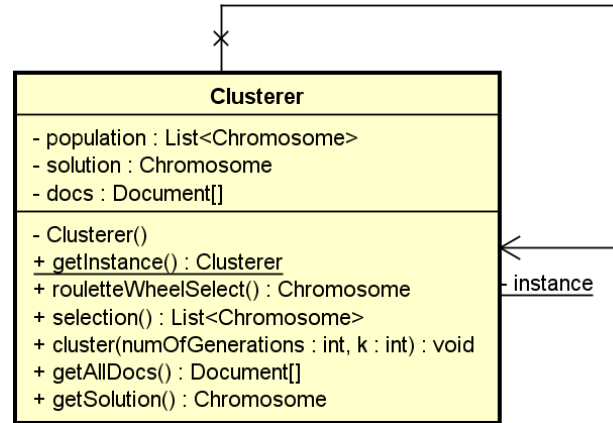 Clusterer
- population : List<Chromosome>
- solution : Chromosome
- docs : Document[]
- Clusterer()
+ getInstance() : Clusterer
+ rouletteWheelSelect() : Chromosome
+ selection() : List<Chromosome>
+ cluster(numOfGenerations : int, k : int) : void
+ getAllDocs() : Document[]
+ getSolution() : Chromosome
- instance